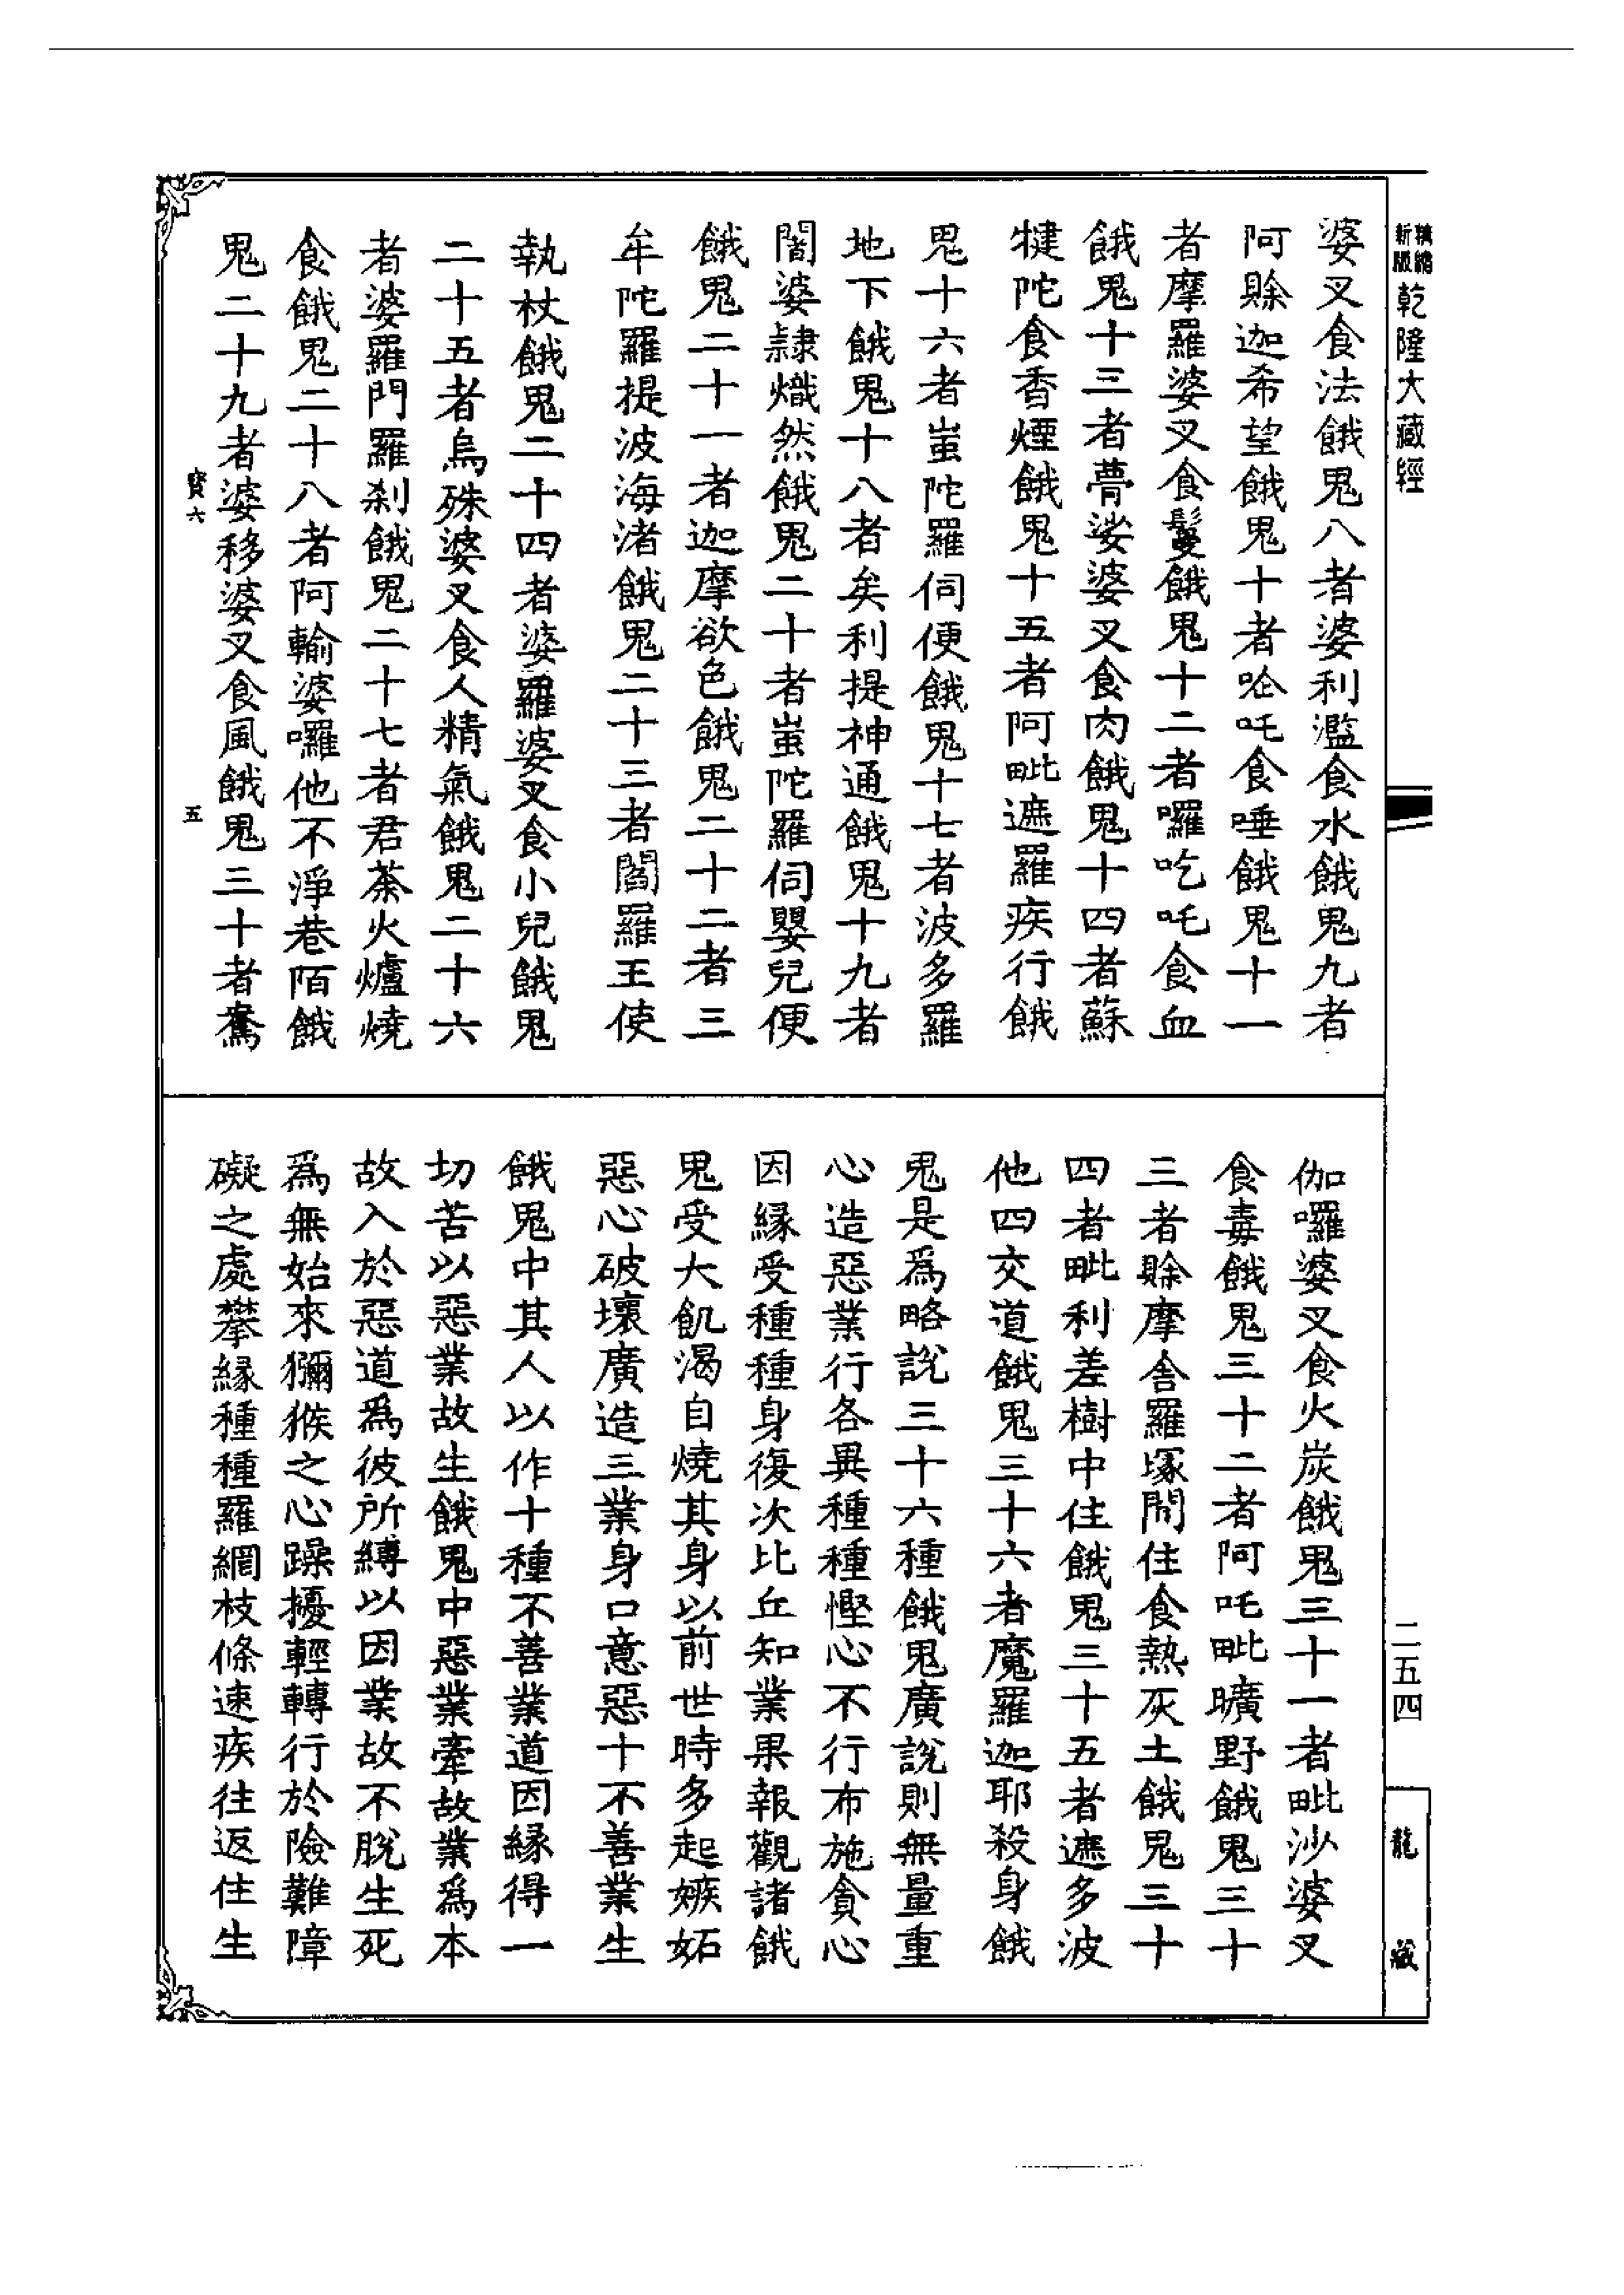 新版
精縮
乾隆大藏經
婆叉食法餓鬼八者婆利濫食水餓鬼九者
阿賒迦希望餓鬼十者𠿒吒食唾餓鬼十一
者摩羅婆叉食鬘餓鬼十二者囉吃吒食血
餓鬼十三者瞢娑婆叉食肉餓鬼十四者蘇
犍陀食香煙餓鬼十五者阿毗遮羅疾行餓
鬼十六者蚩陀羅伺便餓鬼十七者波多羅
地下餓鬼十八者矣利提神通餓鬼十九者
闍婆隸熾然餓鬼二十者蚩陀羅伺嬰兒便
餓鬼二十一者迦摩欲色餓鬼二十二者三
牟陀羅提波海渚餓鬼二十三者閻羅王使
執杖餓鬼二十四者婆羅婆叉食小兒餓鬼
二十五者烏殊婆叉食人精氣餓鬼二十六
者婆羅門羅刹餓鬼二十七者君荼火爐燒
食餓鬼二十八者阿輸婆囉他不淨巷陌餓
鬼二十九者婆移婆叉食風餓鬼三十者鴦
寶六
五
伽囉婆叉食火炭餓鬼三十一者毗沙婆叉
食毒餓鬼三十二者阿吒毗曠野餓鬼三十
三者賒摩舍羅塚間住食熱灰土餓鬼三十
四者毗利差樹中住餓鬼三十五者遮多波
他四交道餓鬼三十六者魔羅迦耶殺身餓
鬼是爲略說三十六種餓鬼廣說則無量重
心造惡業行各異種種慳心不行布施貪心
因緣受種種身復次比丘知業果報觀諸餓
鬼受大飢渴自燒其身以前世時多起嫉妬
惡心破壞廣造三業身口意惡十不善業生
餓鬼中其人以作十種不善業道因緣得一
切苦以惡業故生餓鬼中惡業牽故業爲本
故入於惡道爲彼所縛以因業故不脫生死
爲無始來獼猴之心躁擾輕轉行於險難障
礙之處攀緣種種羅網枝條速疾往返住生
二五四
龍藏